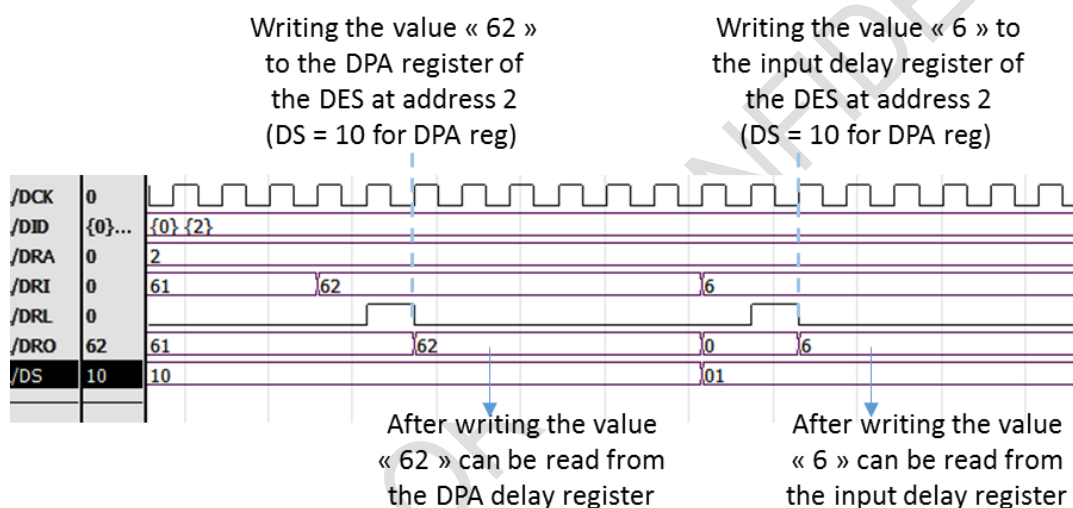 Writing the value « 62 »
to the DPA register of
the DES at address 2
(DS = 10 for DPA reg)
Writing the value « 6 » to
the input delay register of
the DES at address 2
(DS = 10 for DPA reg)
/DCK 0
/DID {0}... {0} {2}
/DRA 0 2
/DRI 0 61 62 6
/DRL 0
/DRO 62 61 62 0 6
/DS 10 10 01
After writing the value
« 62 » can be read from
the DPA delay register
After writing the value
« 6 » can be read from
the input delay register